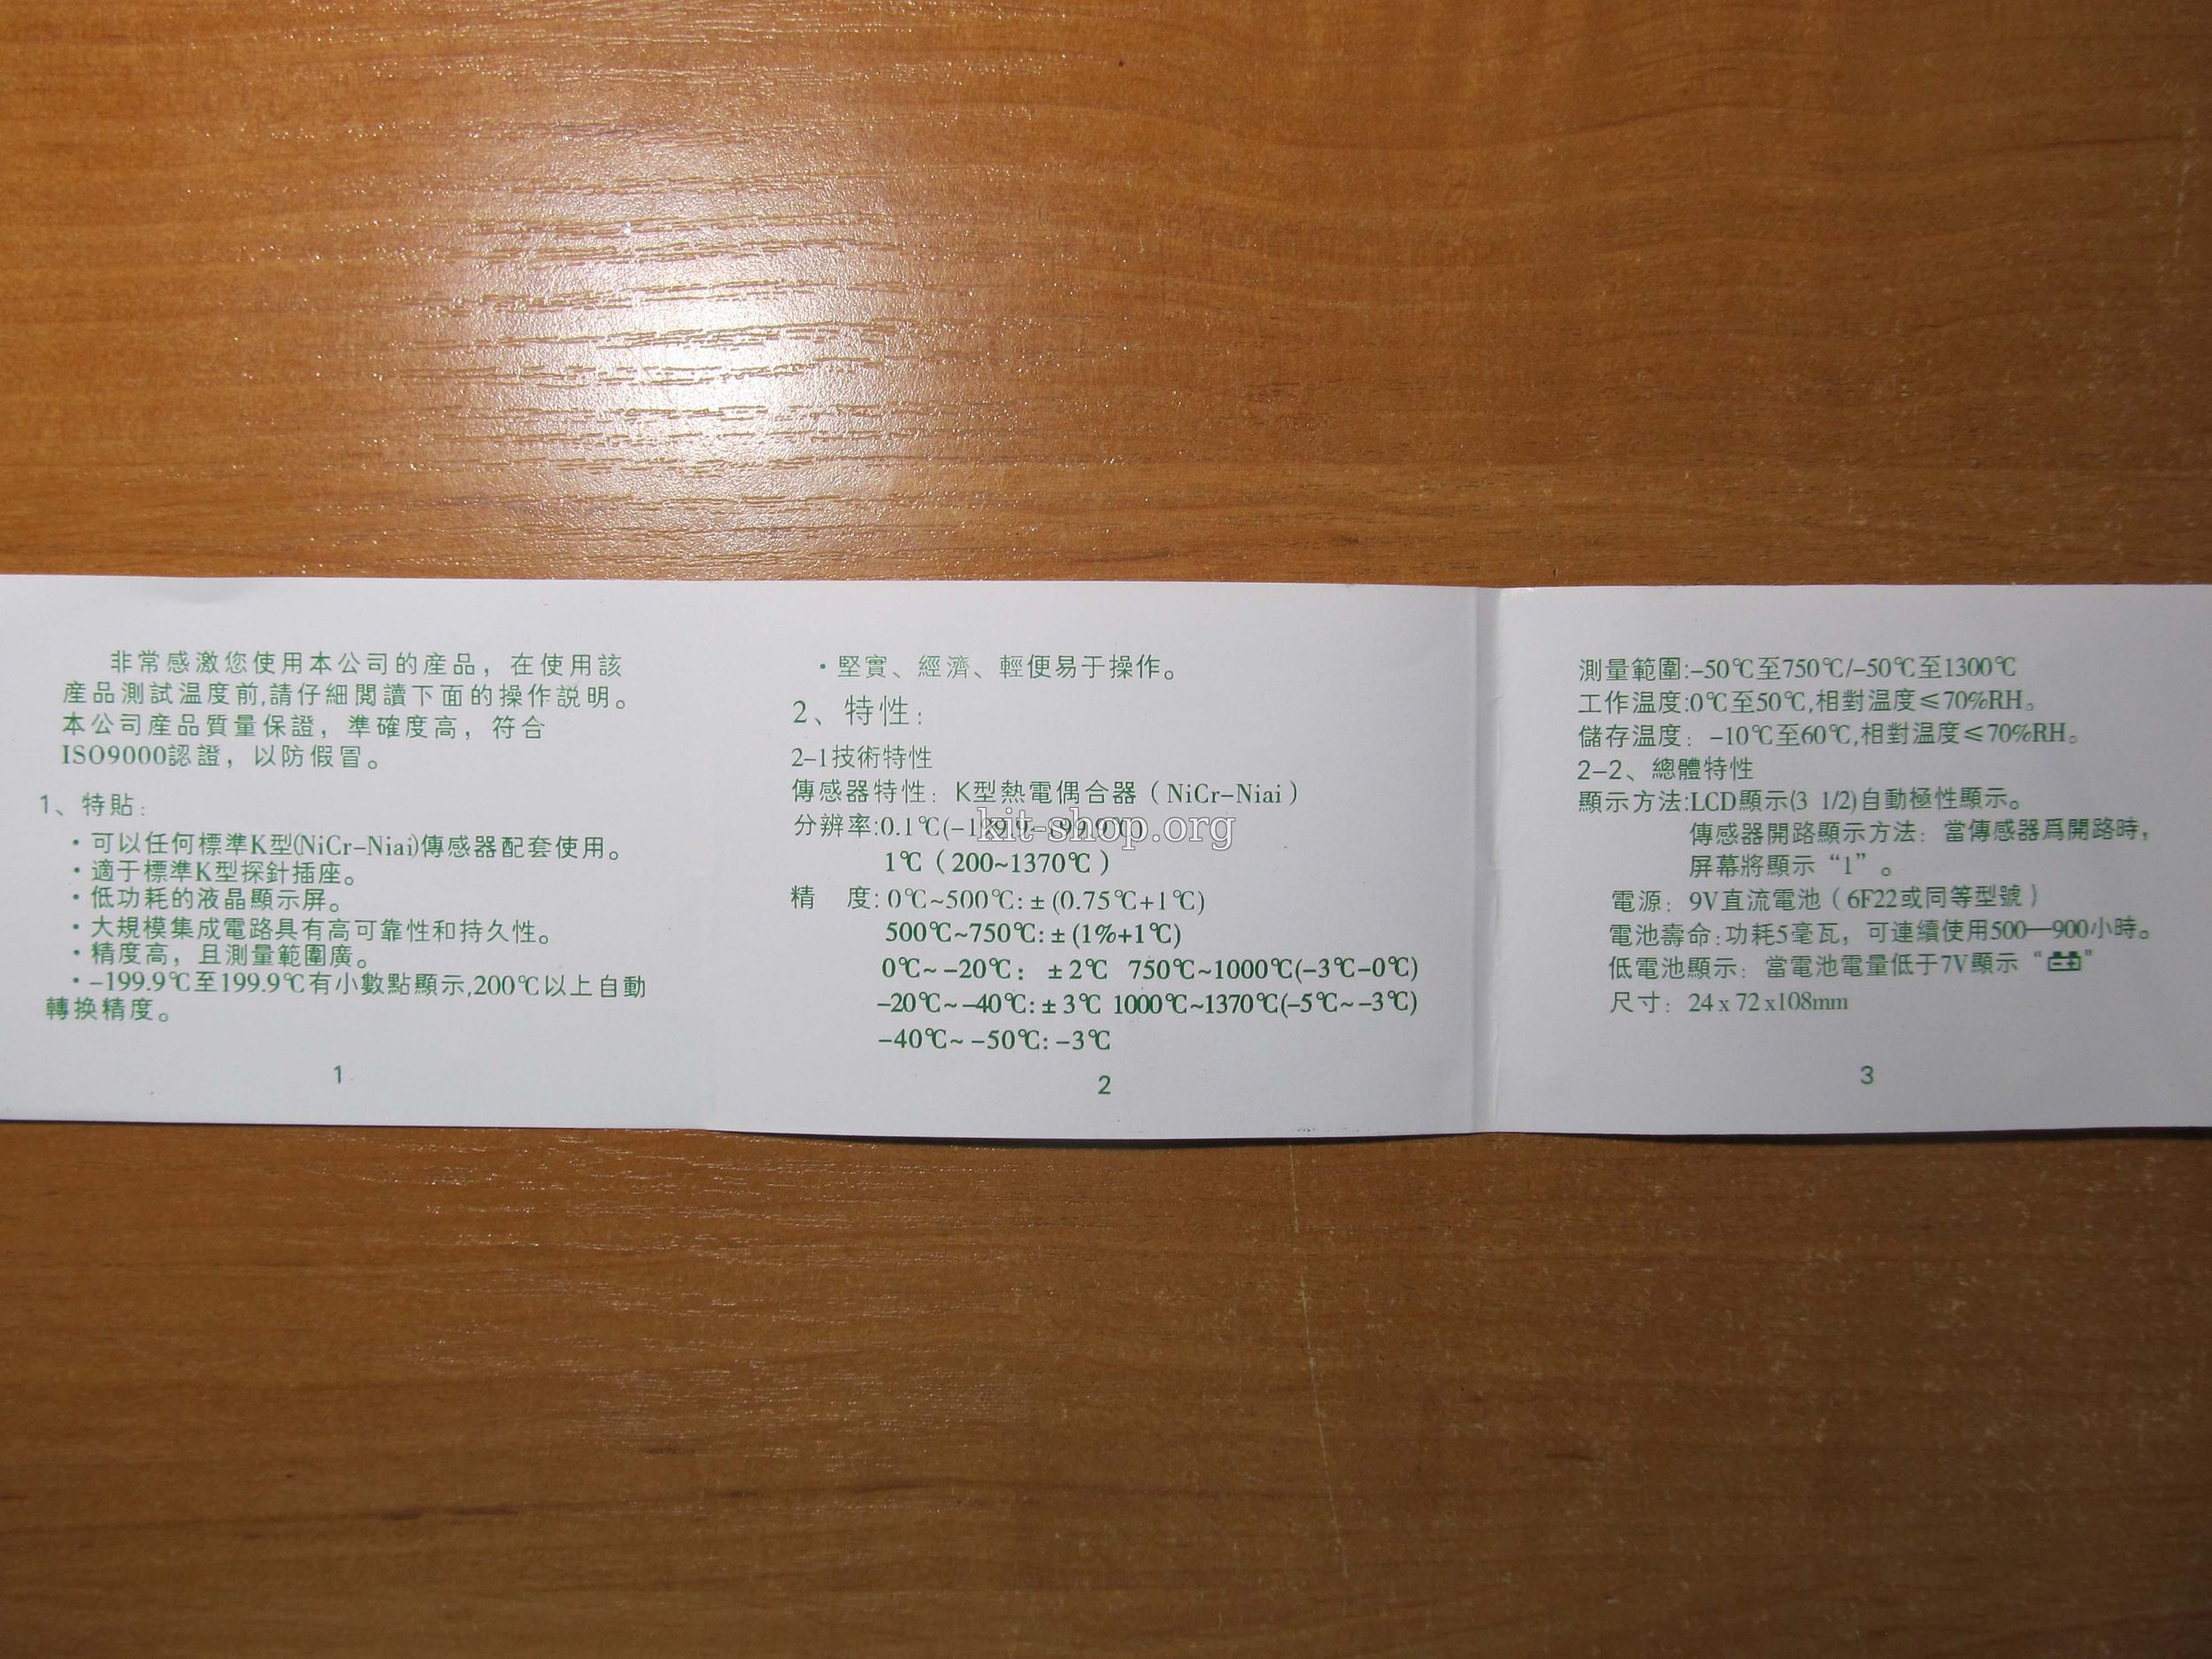 非常感激您使用本公司的産品，在使用該
産品測試温度前,請仔細閲讀下面的操作説明。
本公司産品質量保證，準確度高，符合
ISO9000認證，以防假冒。
1、特貼:
·可以任何標準K型(NiCr-Niai)傳感器配套使用。
·適于標準K型探針插座。
·低功耗的液晶顯示屏。
·大規模集成電路具有高可靠性和持久性。
·精度高，且測量範圍廣。
·-199.9℃至199.9℃有小數點顯示,200℃以上自動
轉换精度。
1
·堅實、經濟、輕便易于操作。
2、特性:
2-1技術特性
傳感器特性: K型熱電偶合器（NiCr-Niai）
分辨率:0.1℃(-199.9~199.9℃)
kit-shop.org
1℃（200~1370℃）
精 度: 0℃~500℃: ± (0.75℃+1℃)
500℃~750℃: ± (1%+1℃)
0℃~ -20℃: ±2℃ 750℃~1000℃(-3℃-0℃)
-20℃~ -40℃: ± 3℃ 1000℃~1370℃(-5℃~ -3℃)
-40℃~ -50℃: -3℃
2
測量範圍:-50℃至750℃/-50℃至1300℃
工作温度:0℃至50℃,相對温度≤70%RH。
儲存温度: -10℃至60℃,相對温度≤70%RH。
2-2、總體特性
顯示方法:LCD顯示(3 1/2)自動極性顯示。
傳感器開路顯示方法: 當傳感器爲開路時，
屏幕將顯示“1”。
電源: 9V直流電池（6F22或同等型號）
電池壽命:功耗5毫瓦，可連續使用500—900小時。
低電池顯示: 當電池電量低于7V顯示“ ”
尺寸: 24 x 72 x108mm
3